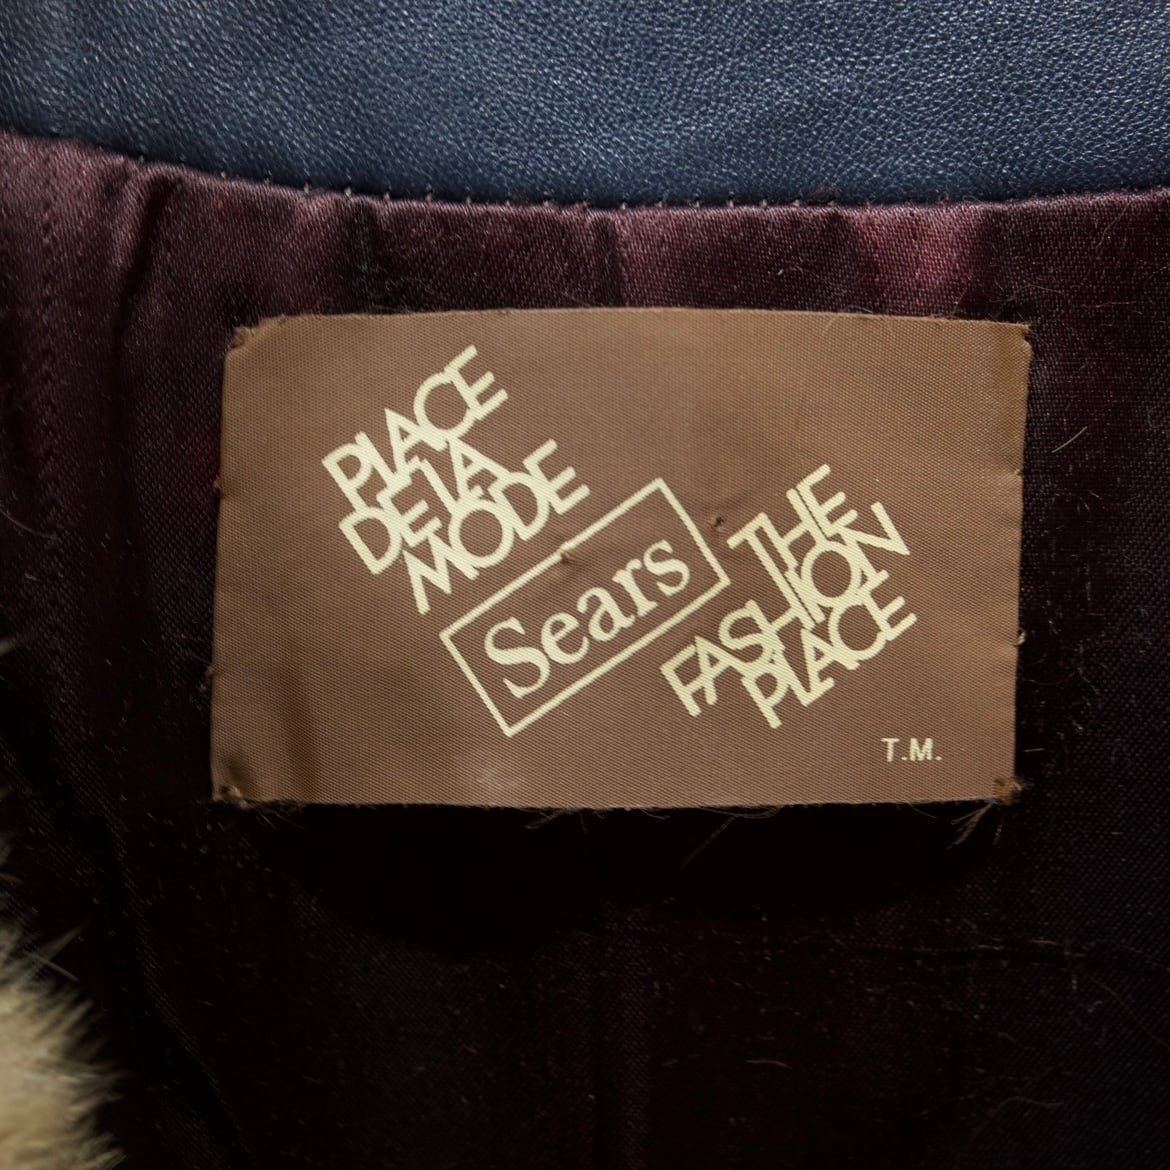 PLACE
DE LA
MODE
Sears
THE
FASHION
PLACE
T.M.